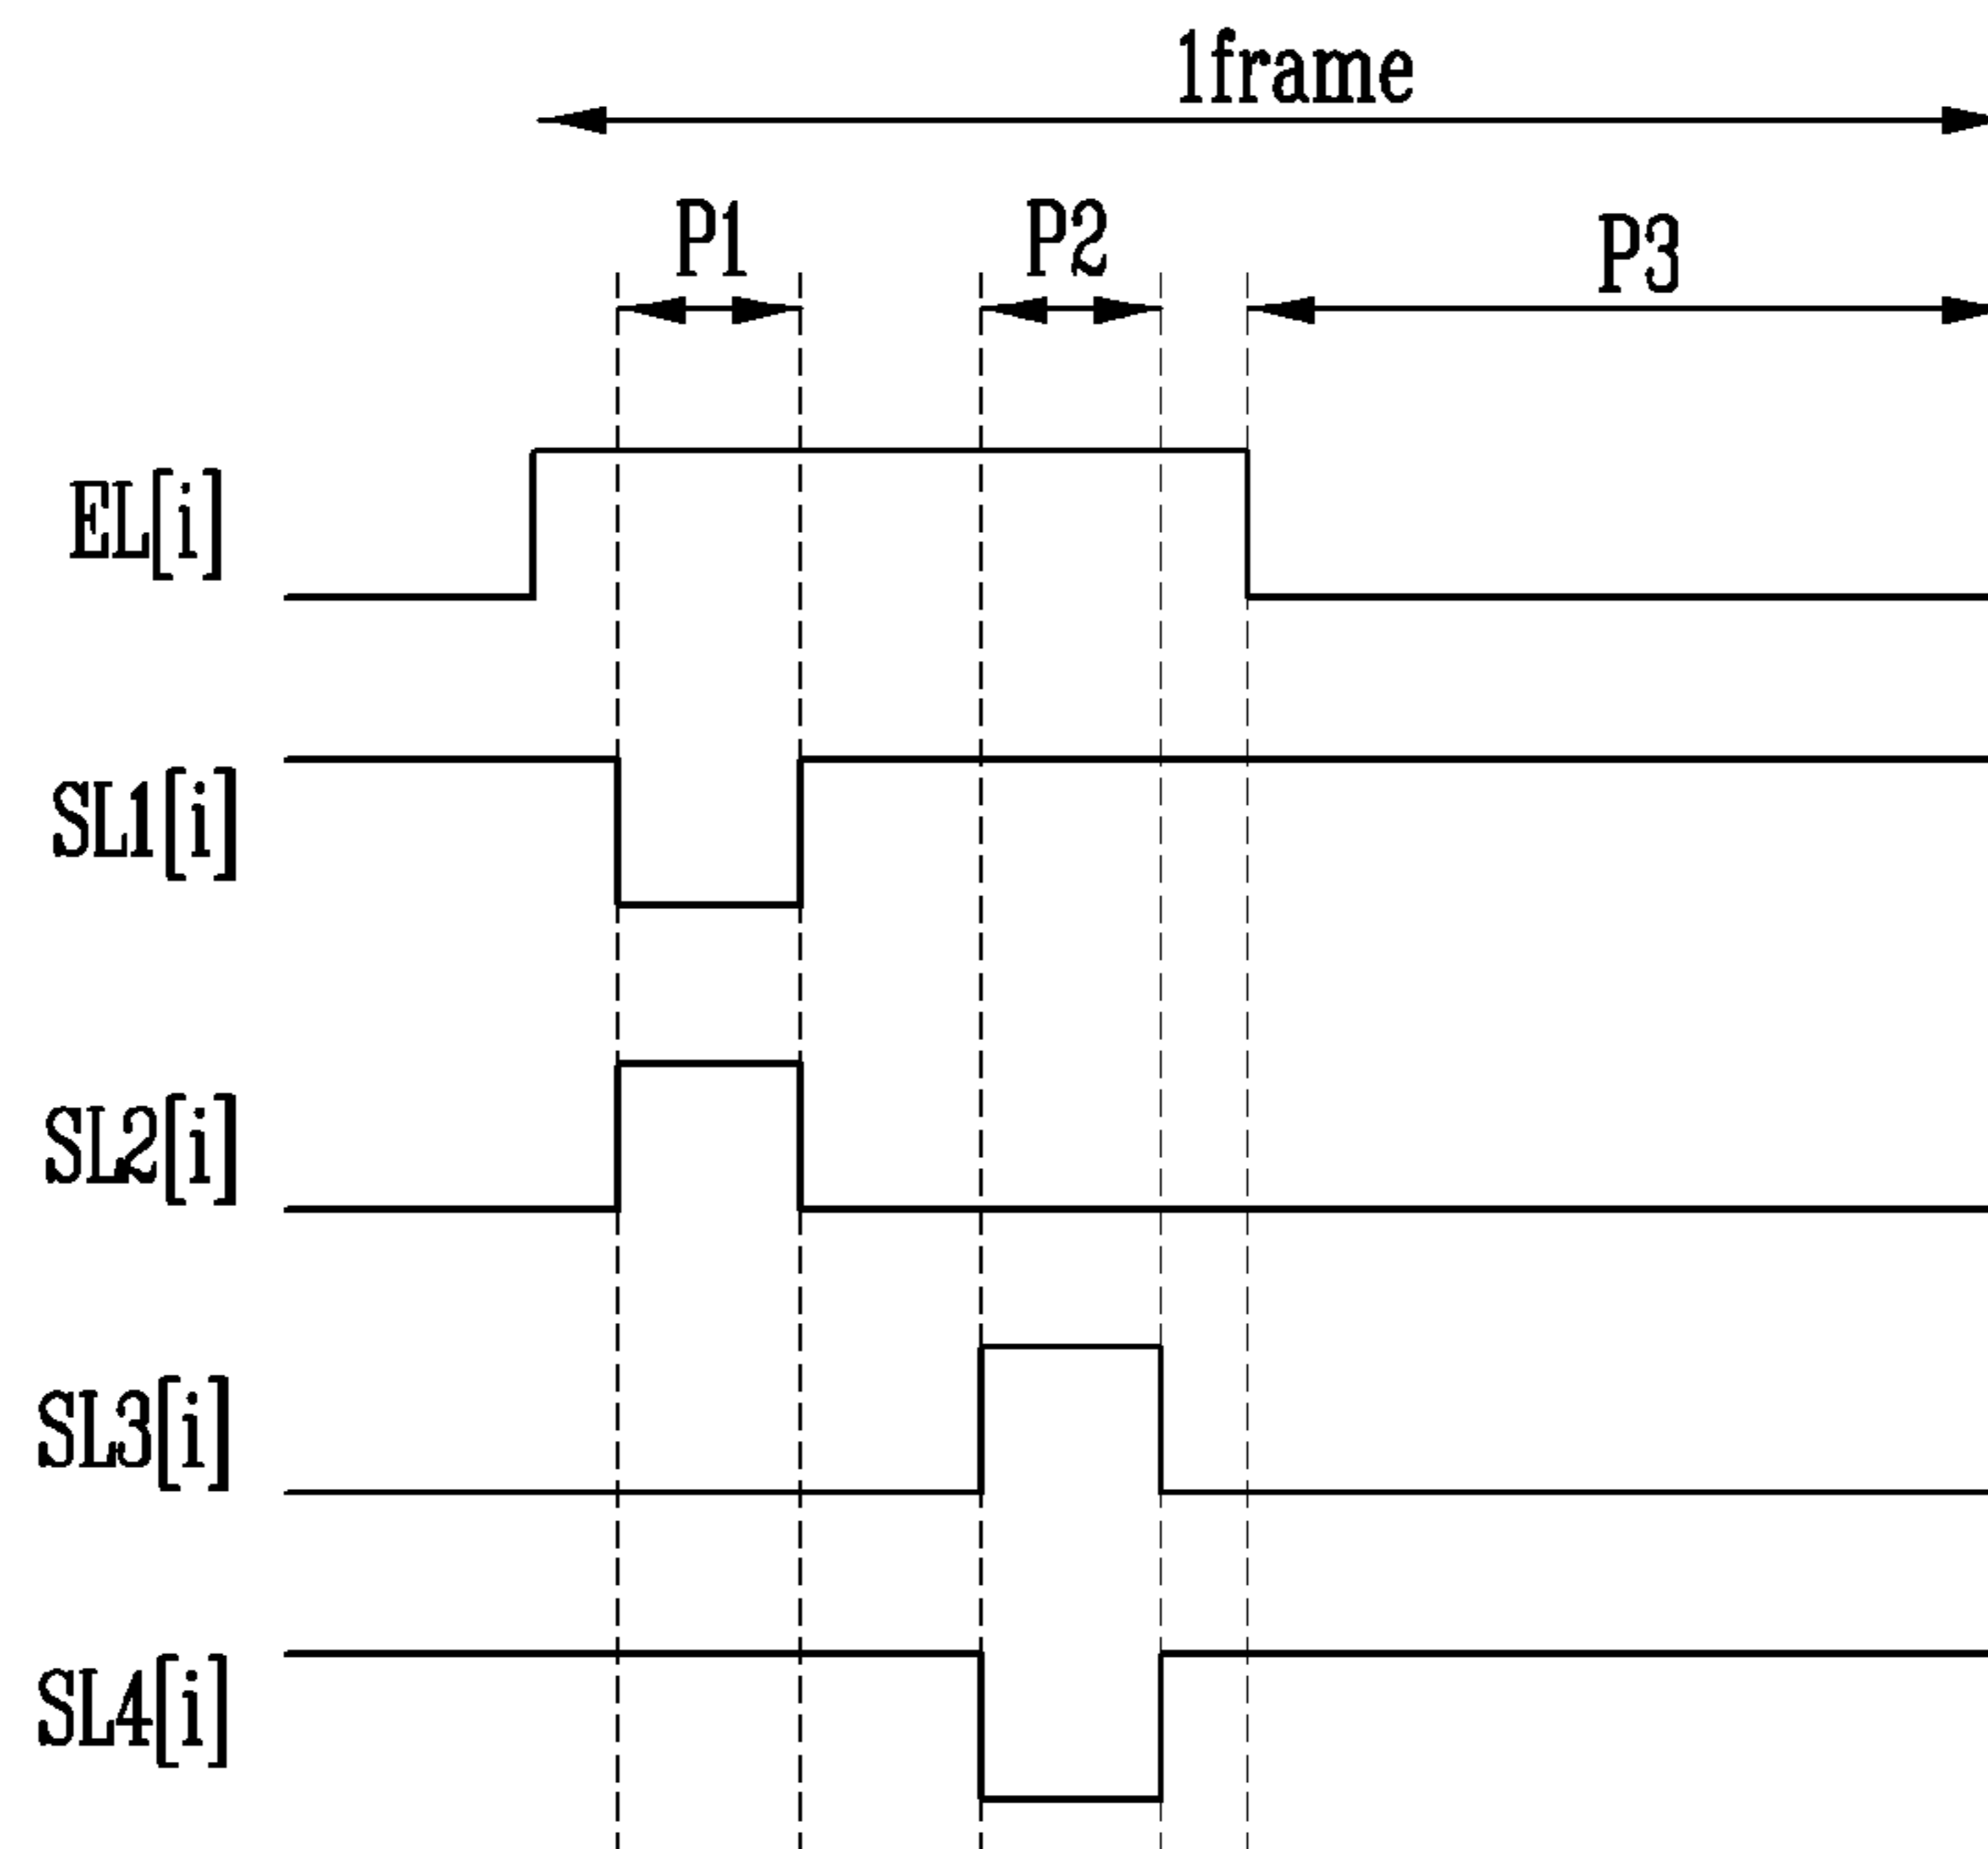 1frame
P1 P2 P3
EL[i]
SL1[i]
SL2[i]
SL3[i]
SL4[i]